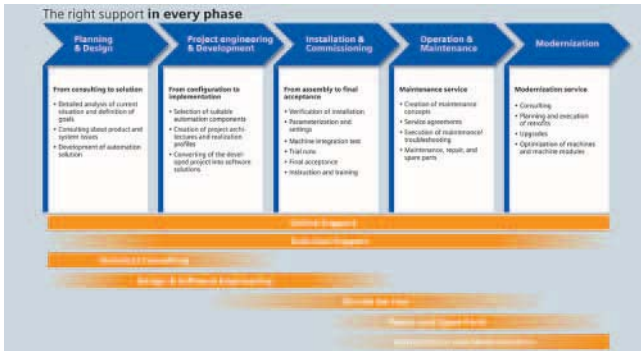 The right support in every phase
Planning
& Design
Project engineering
& Development
Installation &
Commissioning
Operation &
Maintenance
Modernization
From consulting to solution
• Detailed analysis of current
situation and definition of
goals
• Consulting about product and
system issues
• Development of automation
solution
From configuration to
implementation
• Selection of suitable
automation components
• Creation of project archi-
tectures and realization
profiles
• Converting of the devel-
oped project into software
solutions
From assembly to final
acceptance
• Verification of installation
• Parameterization and
settings
• Machine integration test
• Trial runs
• Final acceptance
• Instruction and training
Maintenance service
• Creation of maintenance
concepts
• Service agreements
• Execution of maintenance/
troubleshooting
• Maintenance, repair, and
spare parts
Modernization service
• Consulting
• Planning and execution
of retrofits
• Upgrades
• Optimization of machines
and machine modules
Online Support
Technical Consulting
Design & Software Engineering